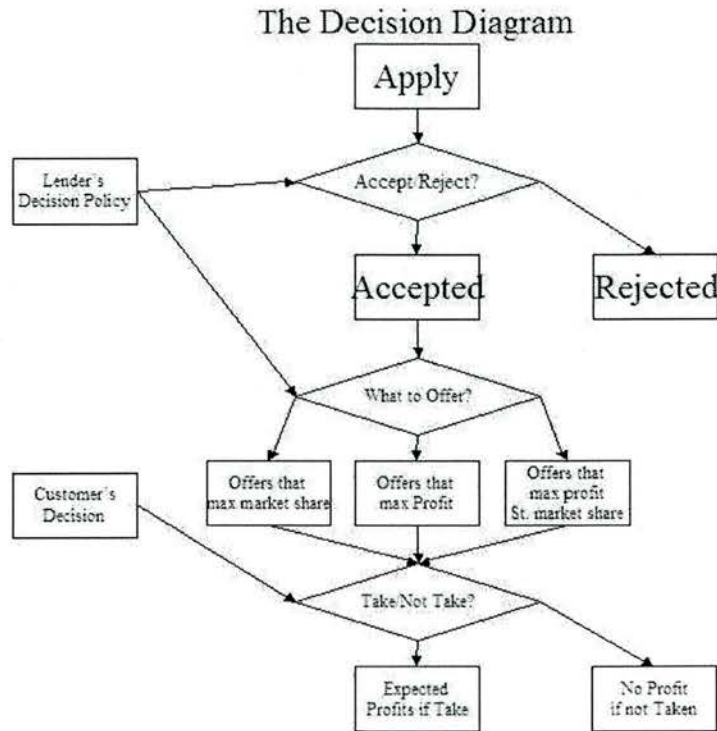 The Decision Diagram
Apply
Lender's
Decision Policy
Accept/Reject?
Accepted
Rejected
What to Offer?
Offers that
max market share
Offers that
max Profit
Offers that
max profit
St. market share
Customer's
Decision
Take/Not Take?
Expected
Profits if Take
No Profit
if not Taken